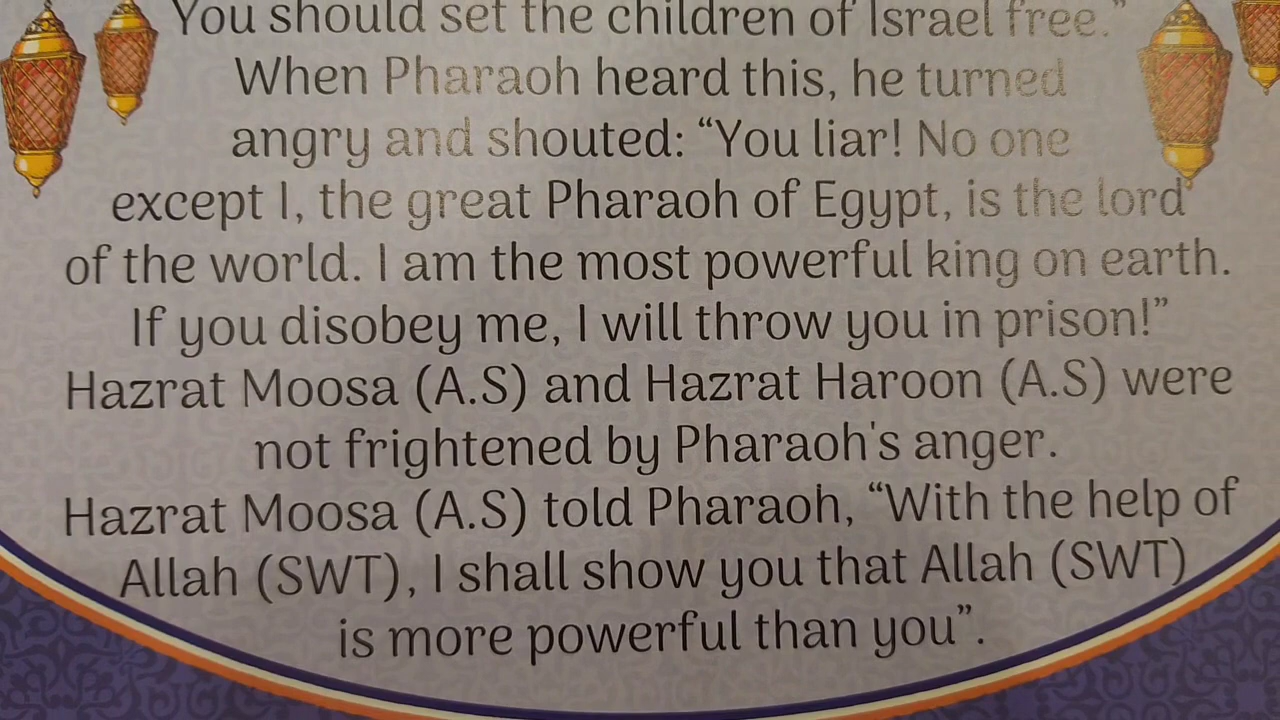 You should set the children of Israel free.”
When Pharaoh heard this, he turned
angry and shouted: “You liar! No one
except I, the great Pharaoh of Egypt, is the lord
of the world. I am the most powerful king on earth.
If you disobey me, I will throw you in prison!”
Hazrat Moosa (A.S) and Hazrat Haroon (A.S) were
not frightened by Pharaoh's anger.
Hazrat Moosa (A.S) told Pharaoh, “With the help of
Allah (SWT), I shall show you that Allah (SWT)
is more powerful than you”.